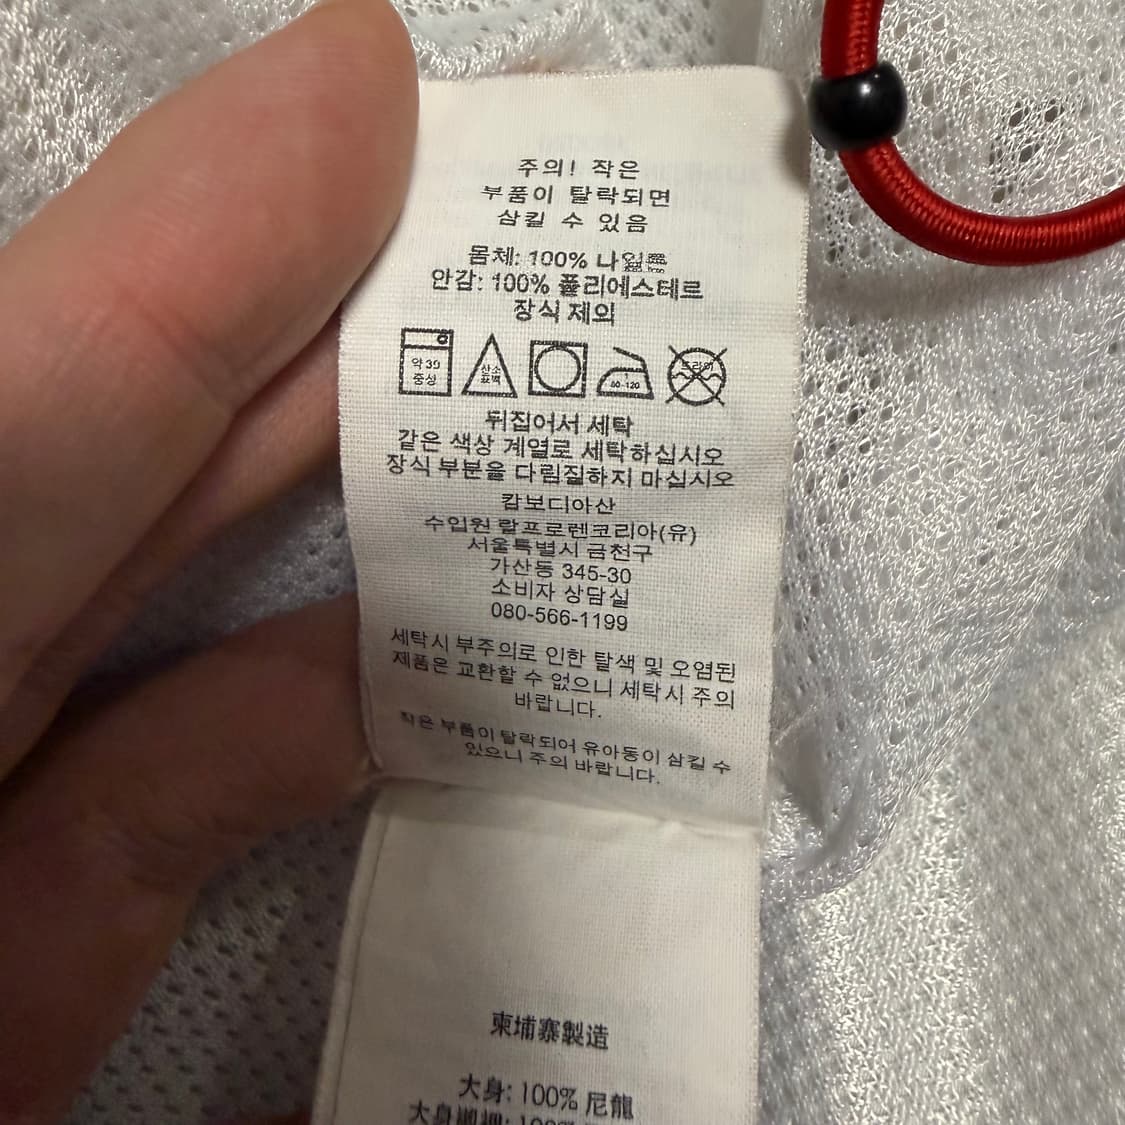 주의! 작은
부품이 탈락되면
삼킬 수 있음
몸체: 100% 나일론
안감: 100% 폴리에스테르
장식 제외
약 30
중성
산소
표백
1
80-120
드라이
뒤집어서 세탁
같은 색상 계열로 세탁하십시오
장식 부분을 다림질하지 마십시오
캄보디아산
수입원 랄프로렌코리아(유)
서울특별시 금천구
가산동 345-30
소비자 상담실
080-566-1199
세탁시 부주의로 인한 탈색 및 오염된
제품은 교환할 수 없으니 세탁시 주의
바랍니다.
작은 부품이 탈락되어 유아동이 삼킬 수
있으니 주의 바랍니다.
柬埔寨製造
大身: 100% 尼龍
大身 100%